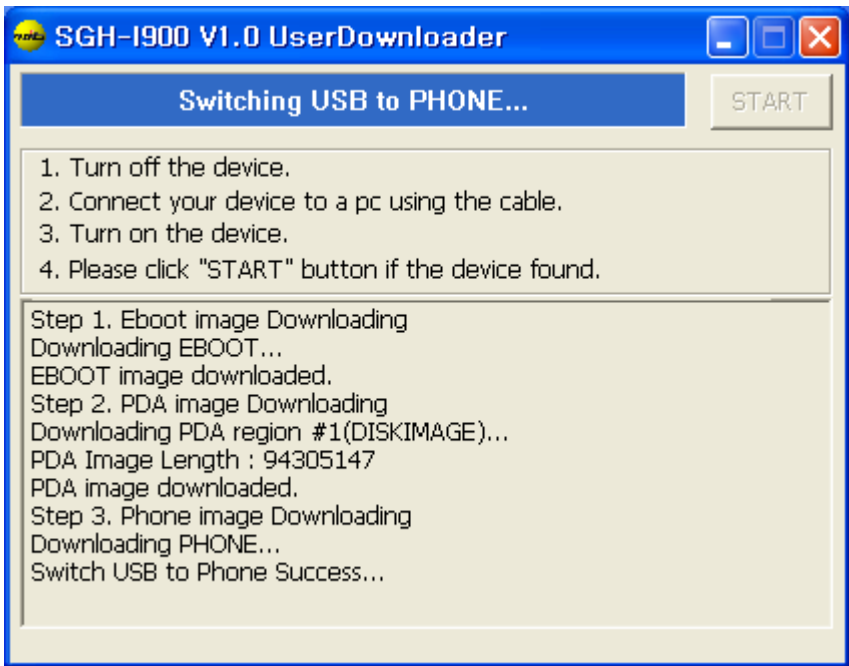 SGH-I900 V1.0 UserDownloader
Switching USB to PHONE...
START
1. Turn off the device.
2. Connect your device to a pc using the cable.
3. Turn on the device.
4. Please click "START" button if the device found.
Step 1. Eboot image Downloading
Downloading EBOOT...
EBOOT image downloaded.
Step 2. PDA image Downloading
Downloading PDA region #1(DISKIMAGE)...
PDA Image Length : 94305147
PDA image downloaded.
Step 3. Phone image Downloading
Downloading PHONE...
Switch USB to Phone Success...